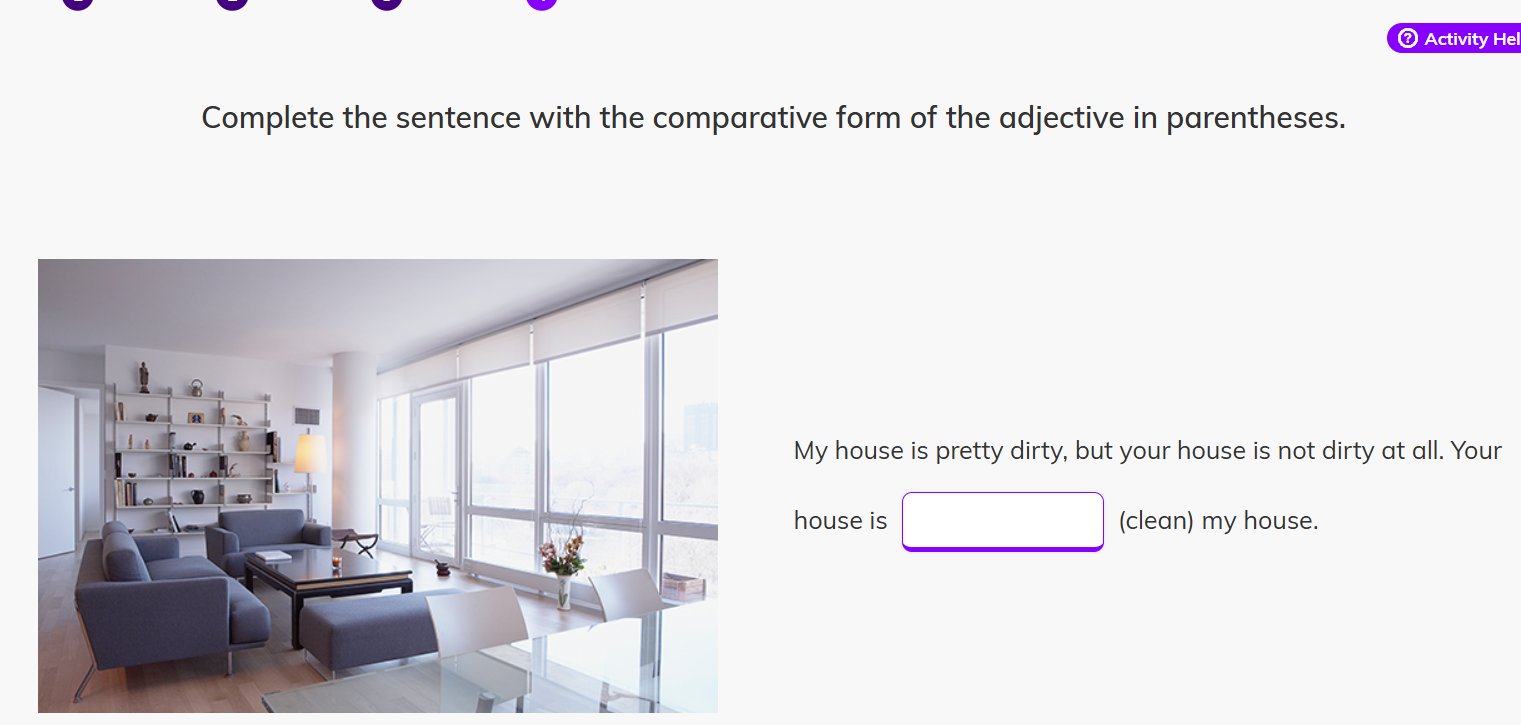 Activity Hel
Complete the sentence with the comparative form of the adjective in parentheses.
My house is pretty dirty, but your house is not dirty at all. Your
house is (clean) my house.